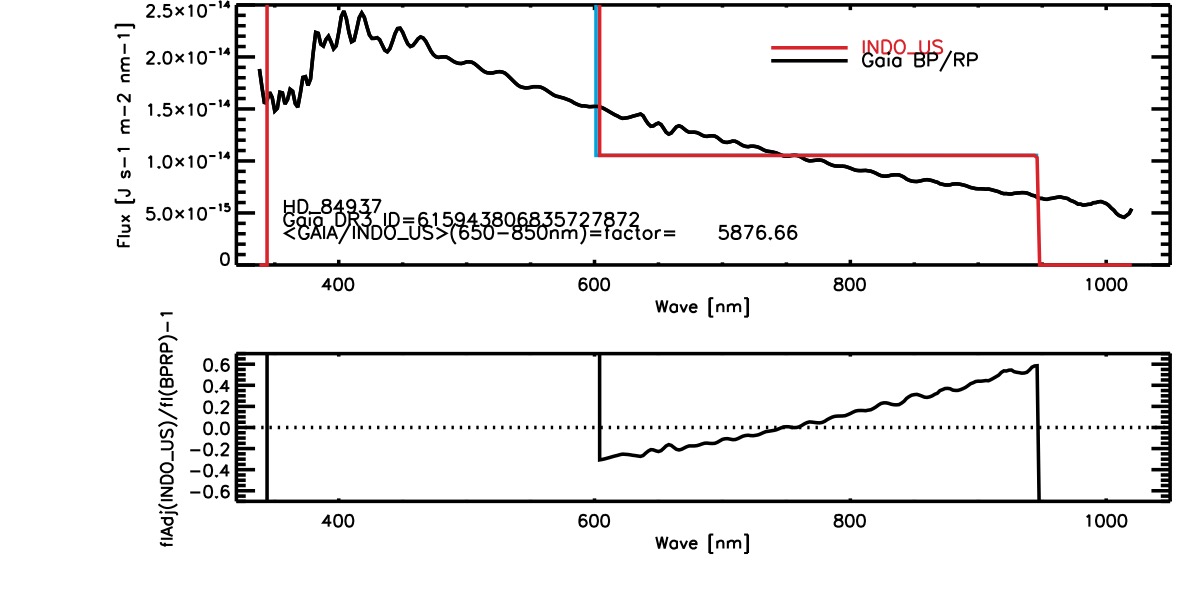 2.5×10⁻¹⁴
2.0×10⁻¹⁴
1.5×10⁻¹⁴
1.0×10⁻¹⁴
5.0×10⁻¹⁵
0
Flux [J s−1 m−2 nm−1]
INDO_US
Gaia BP/RP
HD_84937
Gaia DR3 ID=615943806835727872
<GAIA/INDO_US>(650−850nm)=factor= 5876.66
400 600 800 1000
Wave [nm]
flAdj(INDO_US)/fl(BPRP)−1
0.6
0.4
0.2
0.0
−0.2
−0.4
−0.6
400 600 800 1000
Wave [nm]